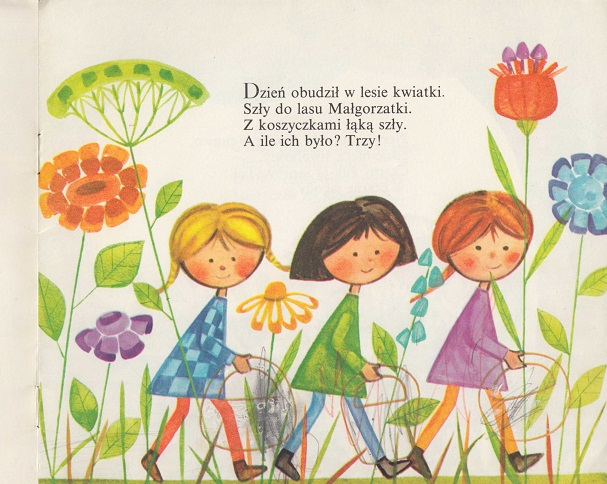 Dzień obudził w lesie kwiatki.
Szły do lasu Małgorzatki.
Z koszyczkami łąką szły.
A ile ich było? Trzy!